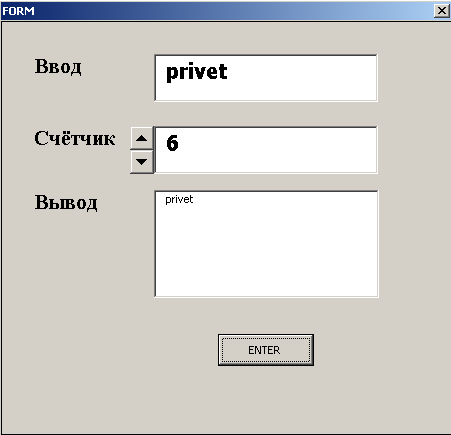 FORM
Ввод
privet
Счётчик
6
Вывод
privet
ENTER